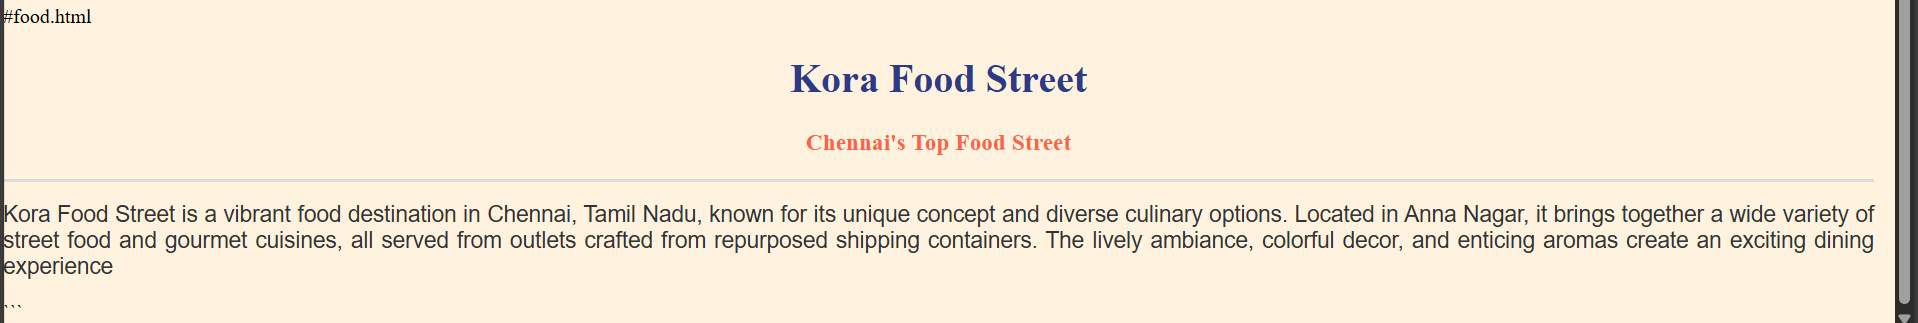 #food.html
Kora Food Street
Chennai's Top Food Street
Kora Food Street is a vibrant food destination in Chennai, Tamil Nadu, known for its unique concept and diverse culinary options. Located in Anna Nagar, it brings together a wide variety of
street food and gourmet cuisines, all served from outlets crafted from repurposed shipping containers. The lively ambiance, colorful decor, and enticing aromas create an exciting dining
experience
```